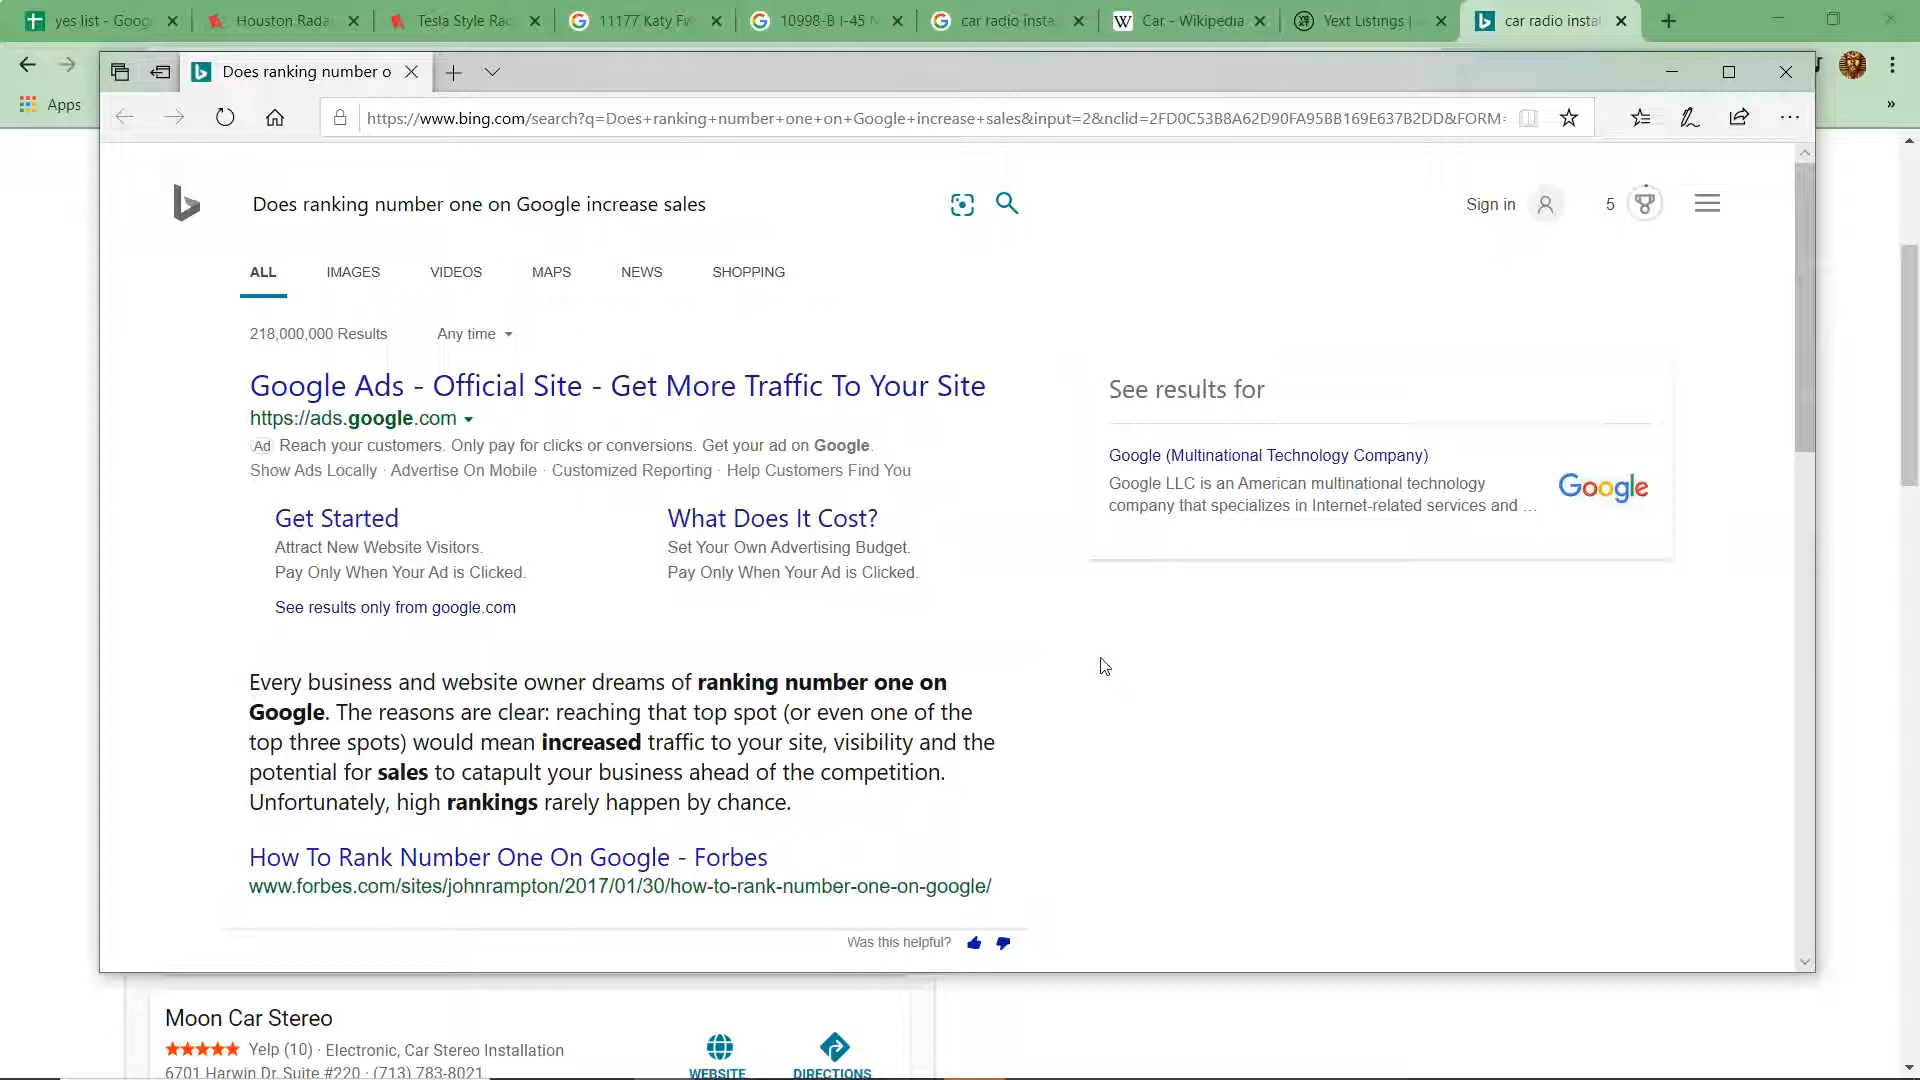 yes list - Goog
Houston Rada
Tesla Style Rac
11177 Katy Fw
10998-B I-45 N
car radio insta
Car - Wikipedia
Yext Listings |
car radio insta
Does ranking number o
Apps
https://www.bing.com/search?q=Does+ranking+number+one+on+Google+increase+sales&input=2&nclid=2FD0C53B8A62D90FA95BB169E637B2DD&FORM=
Does ranking number one on Google increase sales
Sign in
5
ALL IMAGES VIDEOS MAPS NEWS SHOPPING
218,000,000 Results Any time
Google Ads - Official Site - Get More Traffic To Your Site
https://ads.google.com
Ad Reach your customers. Only pay for clicks or conversions. Get your ad on Google.
Show Ads Locally · Advertise On Mobile · Customized Reporting · Help Customers Find You
Get Started
Attract New Website Visitors.
Pay Only When Your Ad is Clicked.
What Does It Cost?
Set Your Own Advertising Budget.
Pay Only When Your Ad is Clicked.
See results only from google.com
See results for
Google (Multinational Technology Company)
Google LLC is an American multinational technology
company that specializes in Internet-related services and ...
Google
Every business and website owner dreams of ranking number one on
Google. The reasons are clear: reaching that top spot (or even one of the
top three spots) would mean increased traffic to your site, visibility and the
potential for sales to catapult your business ahead of the competition.
Unfortunately, high rankings rarely happen by chance.
How To Rank Number One On Google - Forbes
www.forbes.com/sites/johnrampton/2017/01/30/how-to-rank-number-one-on-google/
Was this helpful?
Moon Car Stereo
Yelp (10) · Electronic, Car Stereo Installation
6701 Harwin Dr, Suite #220 · (713) 783-8021
WEBSITE
DIRECTIONS